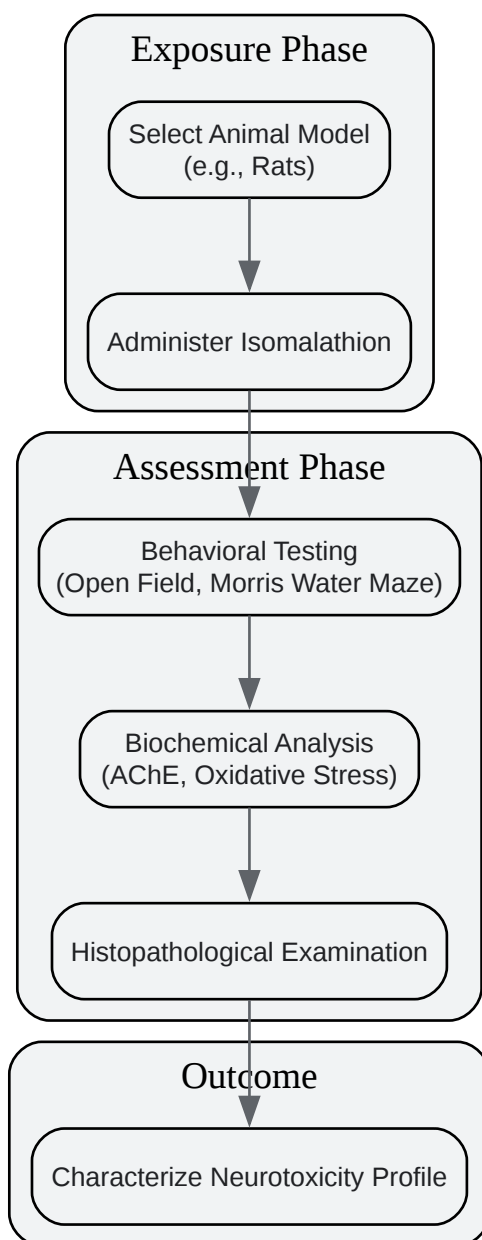 Exposure Phase
Select Animal Model
(e.g., Rats)
Administer Isomalathion
Assessment Phase
Behavioral Testing
(Open Field, Morris Water Maze)
Biochemical Analysis
(AChE, Oxidative Stress)
Histopathological Examination
Outcome
Characterize Neurotoxicity Profile